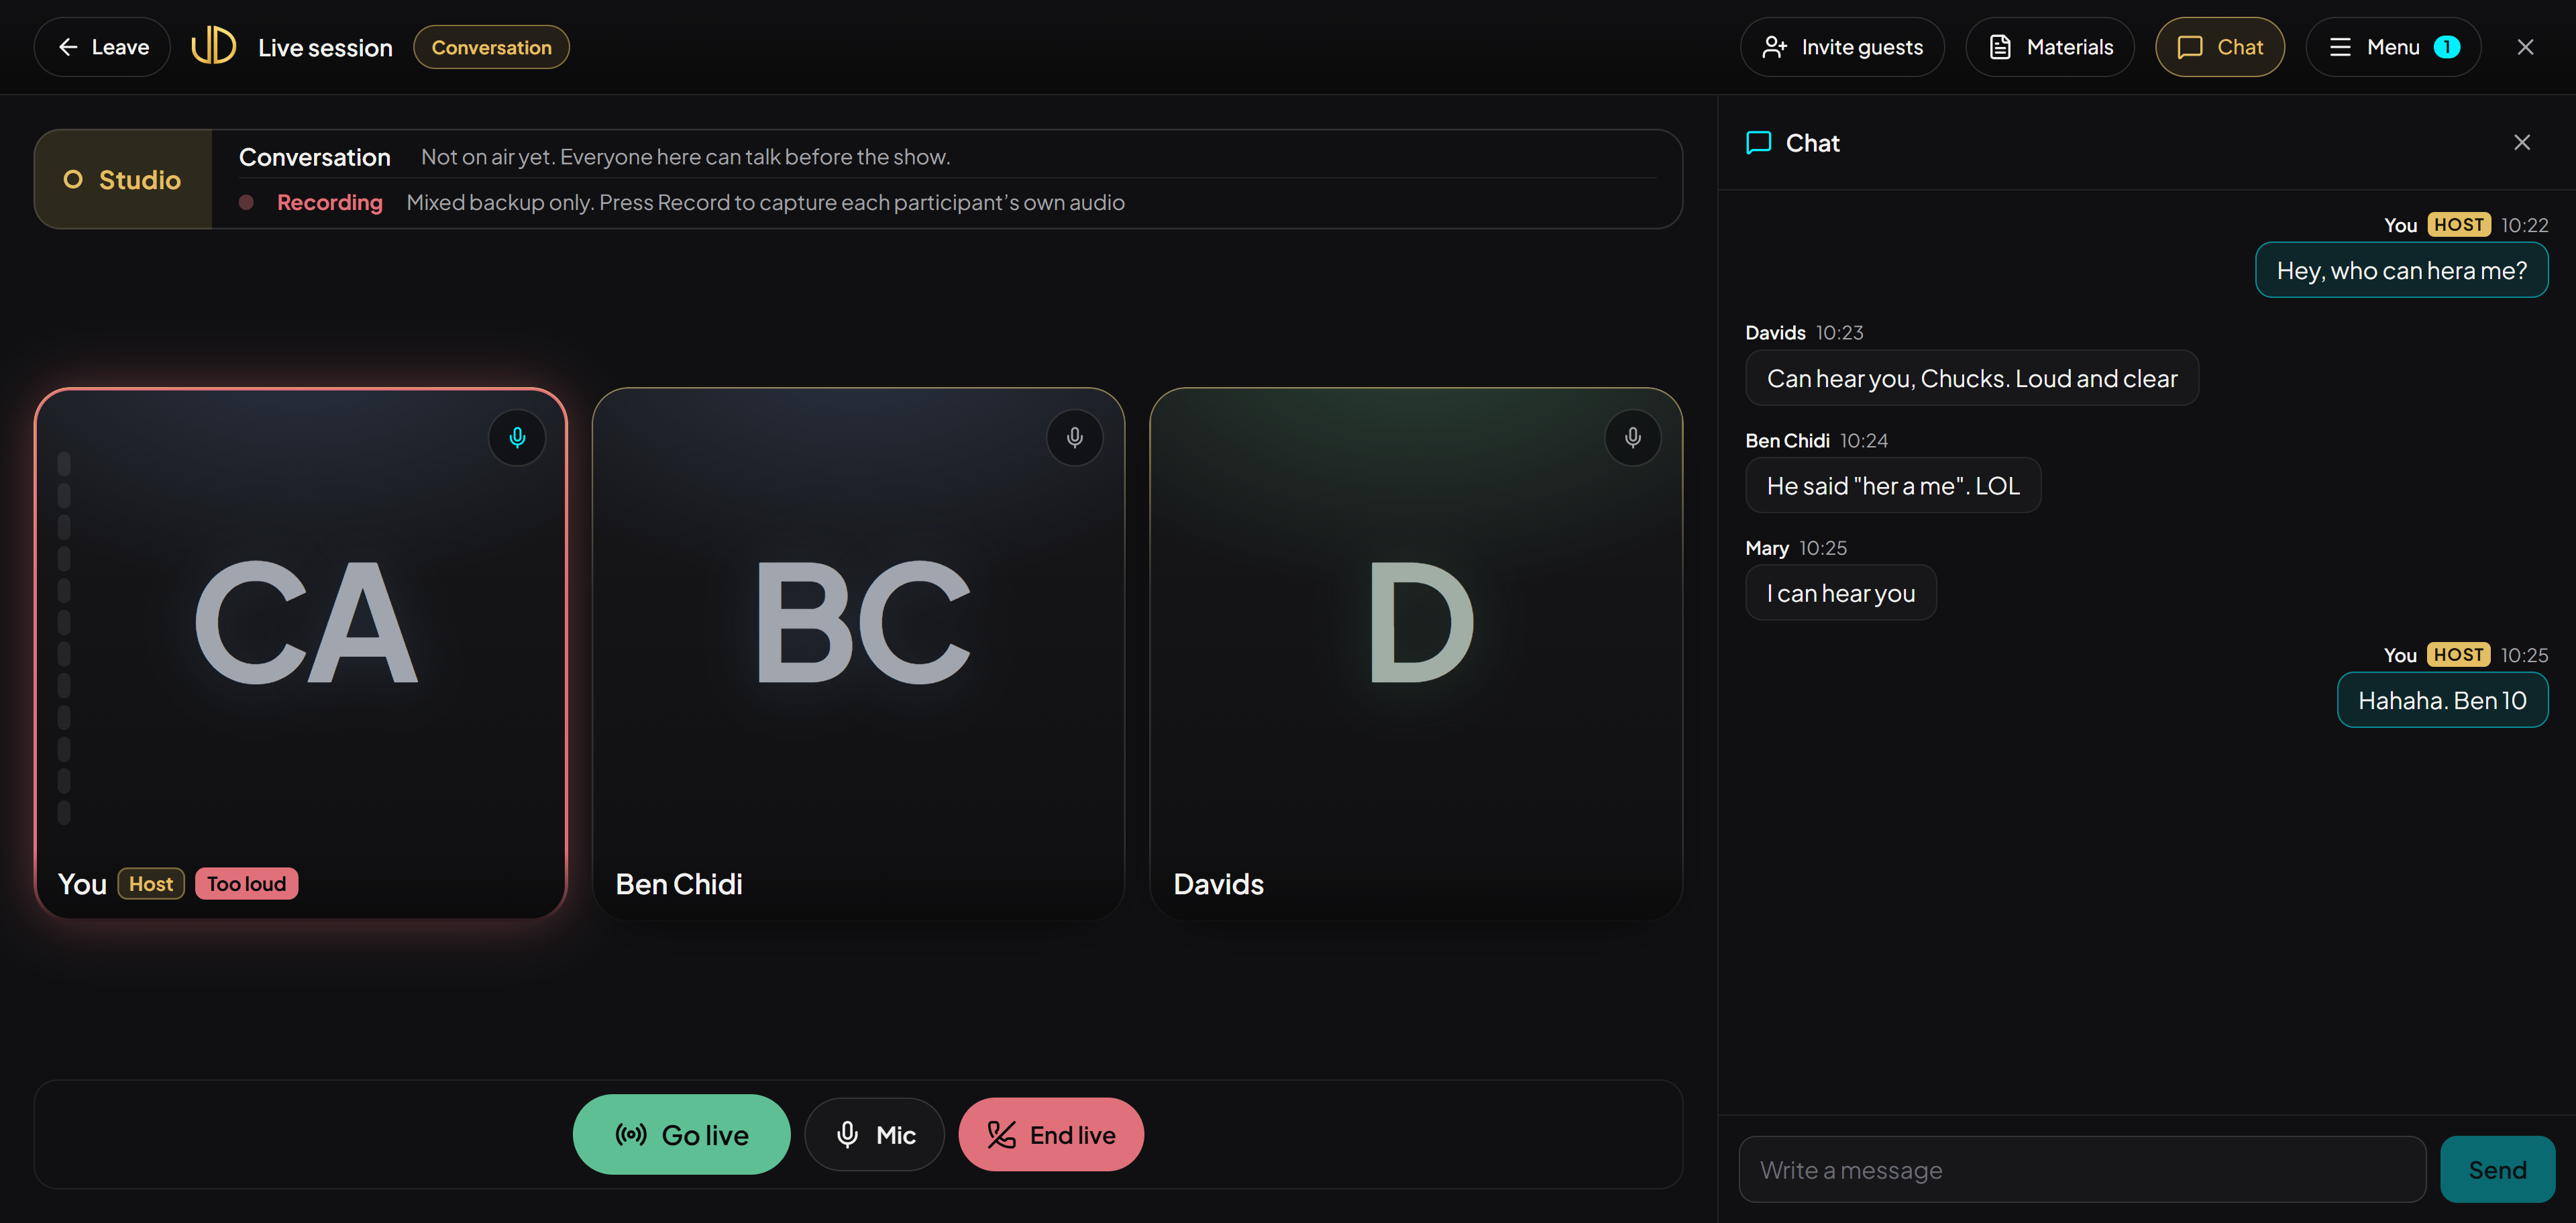 Leave
Live session
Conversation
Invite guests
Materials
Chat
Menu 1
Studio
Conversation Not on air yet. Everyone here can talk before the show.
Recording Mixed backup only. Press Record to capture each participant’s own audio
CA
You Host Too loud
BC
Ben Chidi
D
Davids
Go live
Mic
End live
Chat
You HOST 10:22
Hey, who can hera me?
Davids 10:23
Can hear you, Chucks. Loud and clear
Ben Chidi 10:24
He said "her a me". LOL
Mary 10:25
I can hear you
You HOST 10:25
Hahaha. Ben 10
Write a message
Send